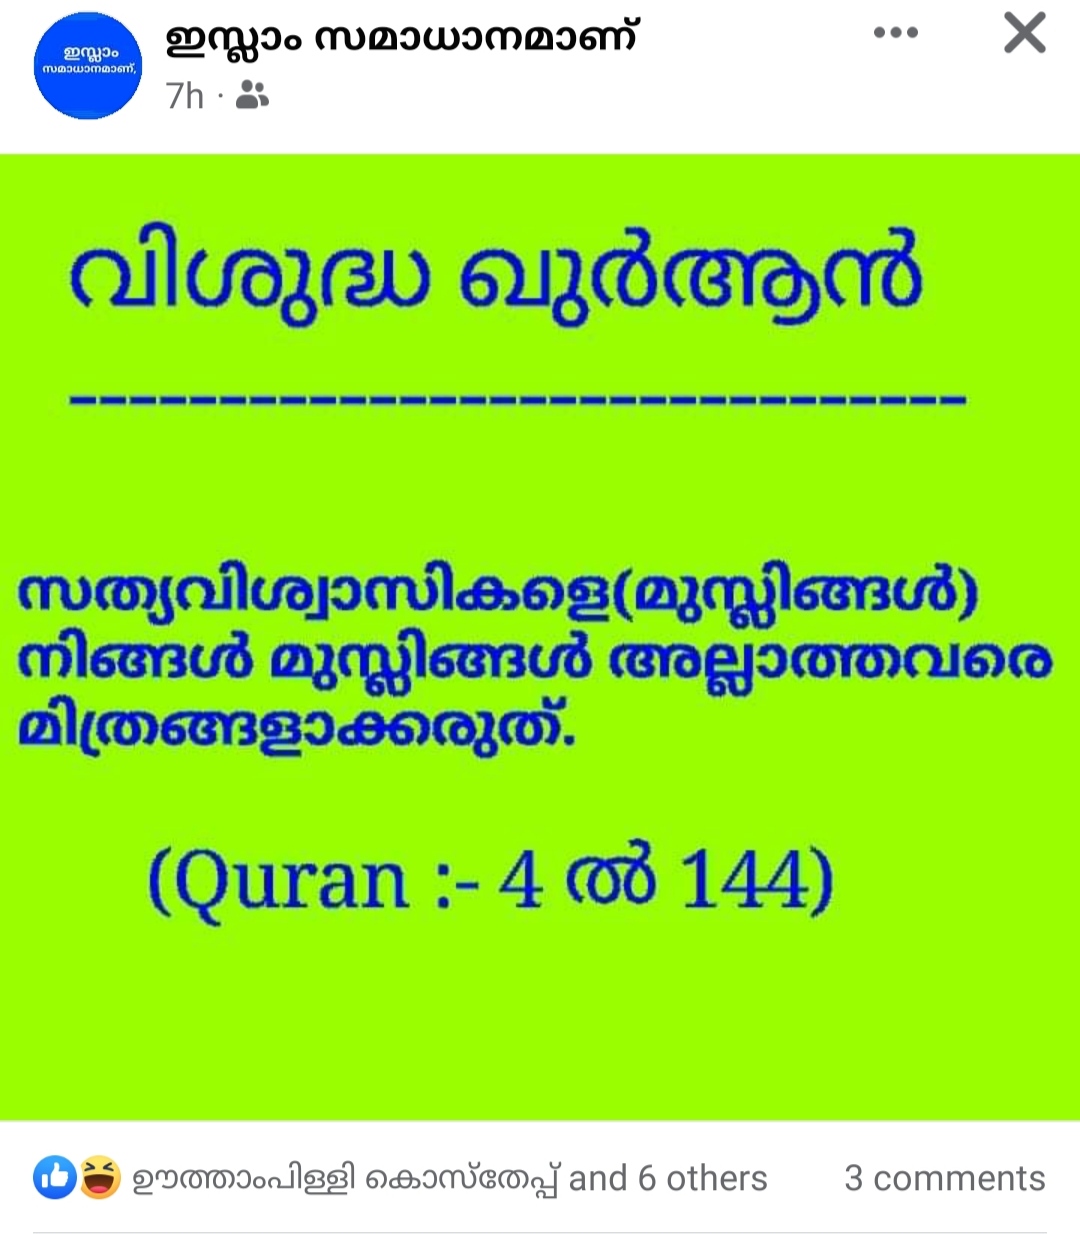 ഇസ്ലാം
സമാധാനമാണ്,
ഇസ്ലാം സമാധാനമാണ്
7h ·
വിശുദ്ധ ഖുർആൻ
------------------------------
സത്യവിശ്വാസികളെ(മുസ്ലിങ്ങൾ)
നിങ്ങൾ മുസ്ലിങ്ങൾ അല്ലാത്തവരെ
മിത്രങ്ങളാക്കരുത്.
(Quran :- 4 ൽ 144)
ഊത്താംപിള്ളി കൊസ്തേപ്പ് and 6 others
3 comments